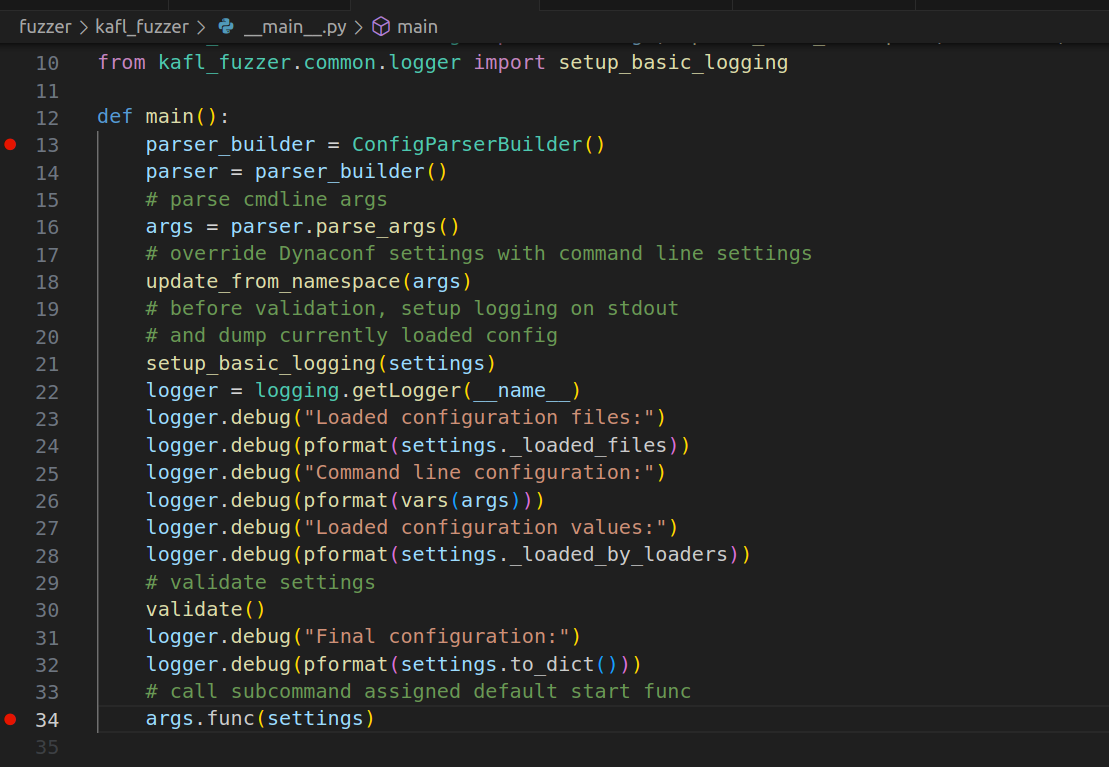 fuzzer > kafl_fuzzer > __main__.py > main
10 from kafl_fuzzer.common.logger import setup_basic_logging
11
12 def main():
13     parser_builder = ConfigParserBuilder()
14     parser = parser_builder()
15     # parse cmdline args
16     args = parser.parse_args()
17     # override Dynaconf settings with command line settings
18     update_from_namespace(args)
19     # before validation, setup logging on stdout
20     # and dump currently loaded config
21     setup_basic_logging(settings)
22     logger = logging.getLogger(__name__)
23     logger.debug("Loaded configuration files:")
24     logger.debug(pformat(settings._loaded_files))
25     logger.debug("Command line configuration:")
26     logger.debug(pformat(vars(args)))
27     logger.debug("Loaded configuration values:")
28     logger.debug(pformat(settings._loaded_by_loaders))
29     # validate settings
30     validate()
31     logger.debug("Final configuration:")
32     logger.debug(pformat(settings.to_dict()))
33     # call subcommand assigned default start func
34     args.func(settings)
35